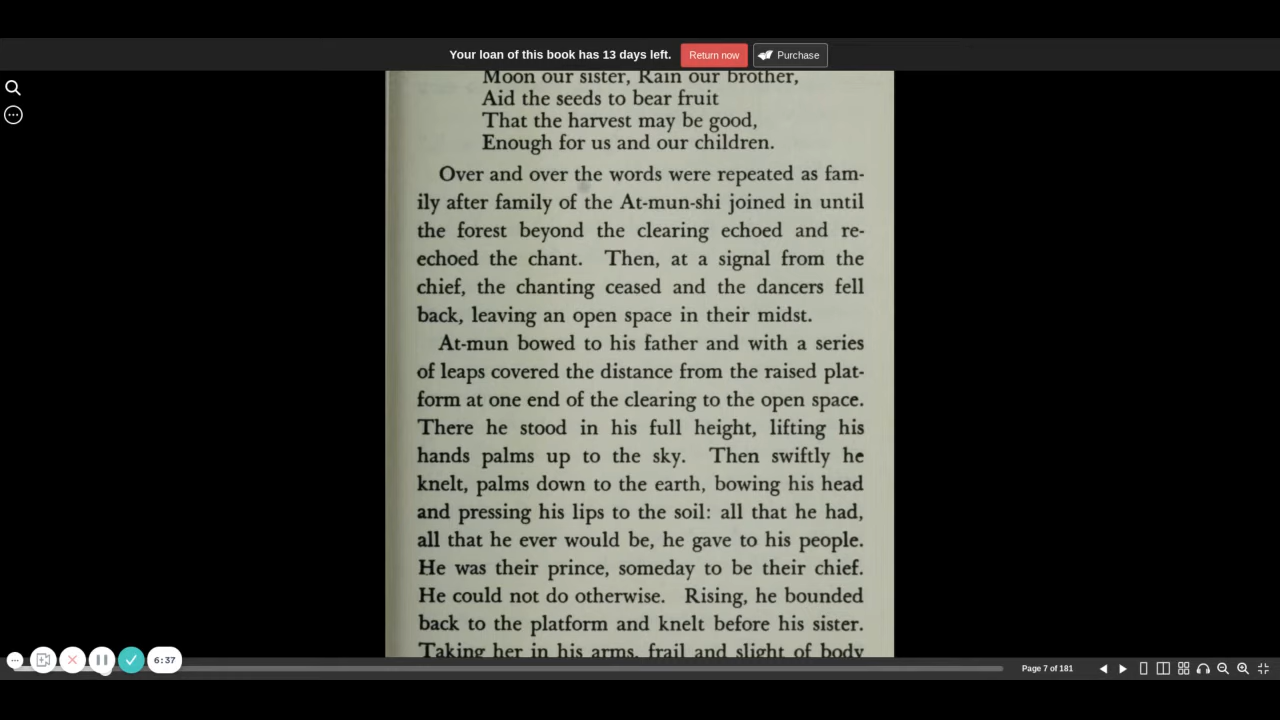 Your loan of this book has 13 days left. Return now Purchase
Moon our sister, Rain our brother,
Aid the seeds to bear fruit
That the harvest may be good,
Enough for us and our children.
Over and over the words were repeated as fam-
ily after family of the At-mun-shi joined in until
the forest beyond the clearing echoed and re-
echoed the chant. Then, at a signal from the
chief, the chanting ceased and the dancers fell
back, leaving an open space in their midst.
At-mun bowed to his father and with a series
of leaps covered the distance from the raised plat-
form at one end of the clearing to the open space.
There he stood in his full height, lifting his
hands palms up to the sky. Then swiftly he
knelt, palms down to the earth, bowing his head
and pressing his lips to the soil: all that he had,
all that he ever would be, he gave to his people.
He was their prince, someday to be their chief.
He could not do otherwise. Rising, he bounded
back to the platform and knelt before his sister.
Taking her in his arms, frail and slight of body
6:37
Page 7 of 181